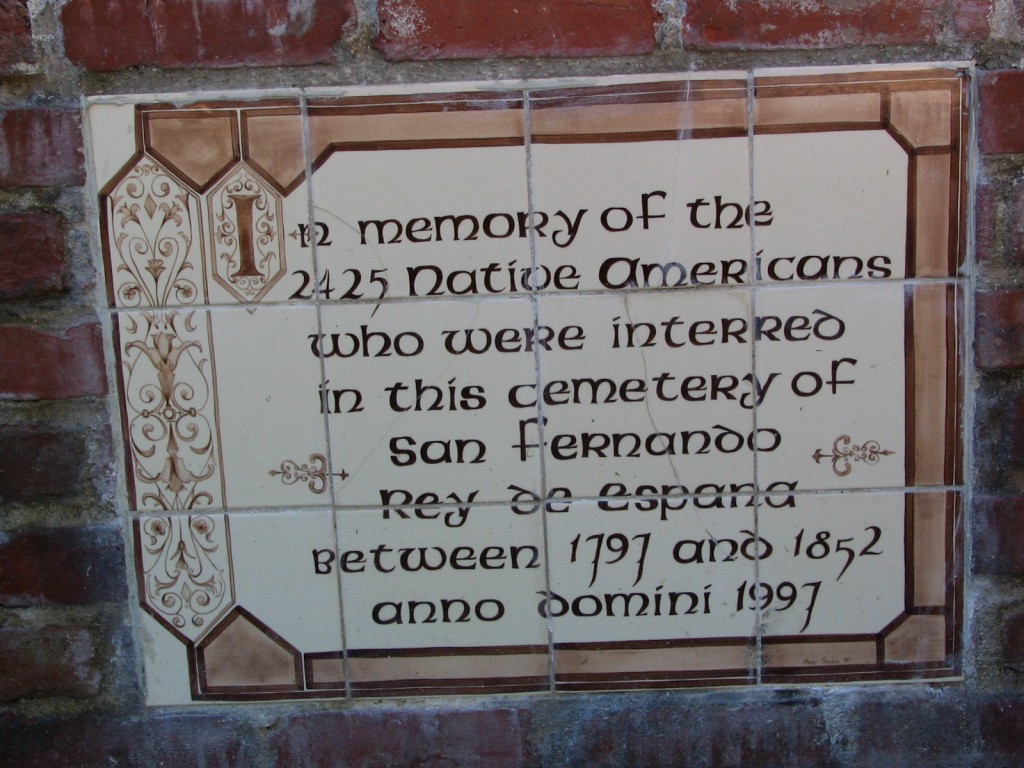 In memory of the
2425 Native Americans
who were interred
in this cemetery of
San Fernando
Rey de Espana
Between 1797 and 1852
anno domini 1997